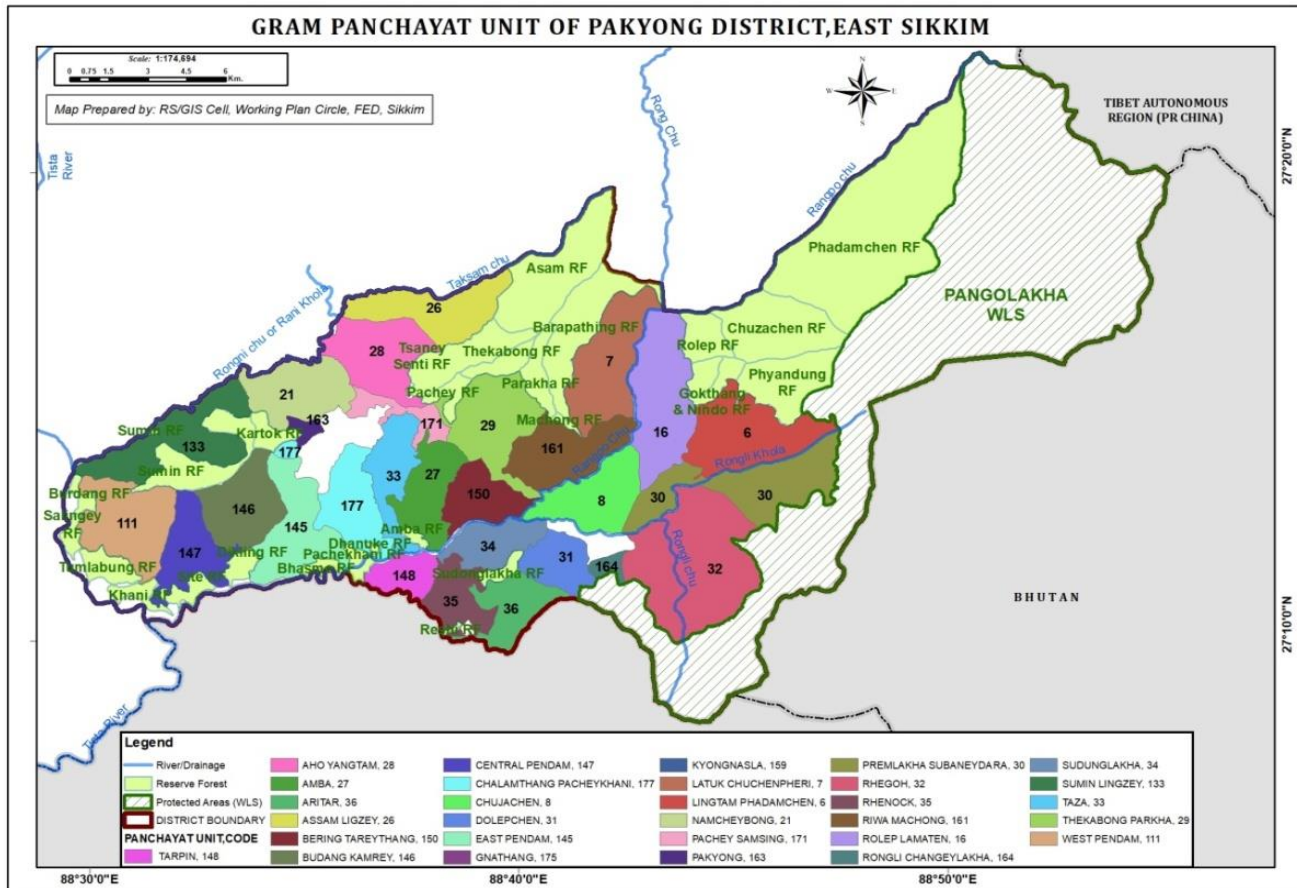 GRAM PANCHAYAT UNIT OF PAKYONG DISTRICT,EAST SIKKIM
Scale: 1:174,694
0 0.75 1.5 3 4.5 6
Km.
Map Prepared by: RS/GIS Cell, Working Plan Circle, FED, Sikkim
N
W
E
S
TIBET AUTONOMOUS
REGION (PR CHINA)
27°20'0"N
27°10'0"N
Tista
River
Rong Chu
Rangpo chu
Phadamchen RF
PANGOLAKHA
WLS
Asam RF
Taksam chu
Rongni chu or Rani Khola
26
Barapathing RF
Chuzachen RF
Rolep RF
28
Tsaney
Senti RF
Thekabong RF
7
Phyandung
RF
Parakha RF
Pachey RF
Gokthang
& Nindo RF
21
163
171
Machong RF
29
16
6
Sumin RF
Kartok RF
133
177
161
Rangpo Chu
Rongli Khola
Sumin RF
33
27
Burdang RF
150
8
30
30
Salngey
RF
111
146
177
145
Amba RF
147
Dhanuke RF
34
31
Pachekhani RF
Bhasme RF
Tumlabung RF
148
Sudonglakha RF
164
32
Rongli chu
Khani RF
35
36
BHUTAN
Tista River
Legend
River/Drainage
Reserve Forest
Protected Areas (WLS)
DISTRICT BOUNDARY
PANCHAYAT UNIT,CODE
TARPIN, 148
AHO YANGTAM, 28
AMBA, 27
ARITAR, 36
ASSAM LIGZEY, 26
BERING TAREYTHANG, 150
BUDANG KAMREY, 146
CENTRAL PENDAM, 147
CHALAMTHANG PACHEYKHANI, 177
CHUJACHEN, 8
DOLEPCHEN, 31
EAST PENDAM, 145
GNATHANG, 175
KYONGNASLA, 159
LATUK CHUCHENPHERI, 7
LINGTAM PHADAMCHEN, 6
NAMCHEYBONG, 21
PACHEY SAMSING, 171
PAKYONG, 163
PREMLAKHA SUBANEYDARA, 30
RHEGOH, 32
RHENOCK, 35
RIWA MACHONG, 161
ROLEP LAMATEN, 16
RONGLI CHANGEYLAKHA, 164
SUDUNGLAKHA, 34
SUMIN LINGZEY, 133
TAZA, 33
THEKABONG PARKHA, 29
WEST PENDAM, 111
88°30'0"E
88°40'0"E
88°50'0"E